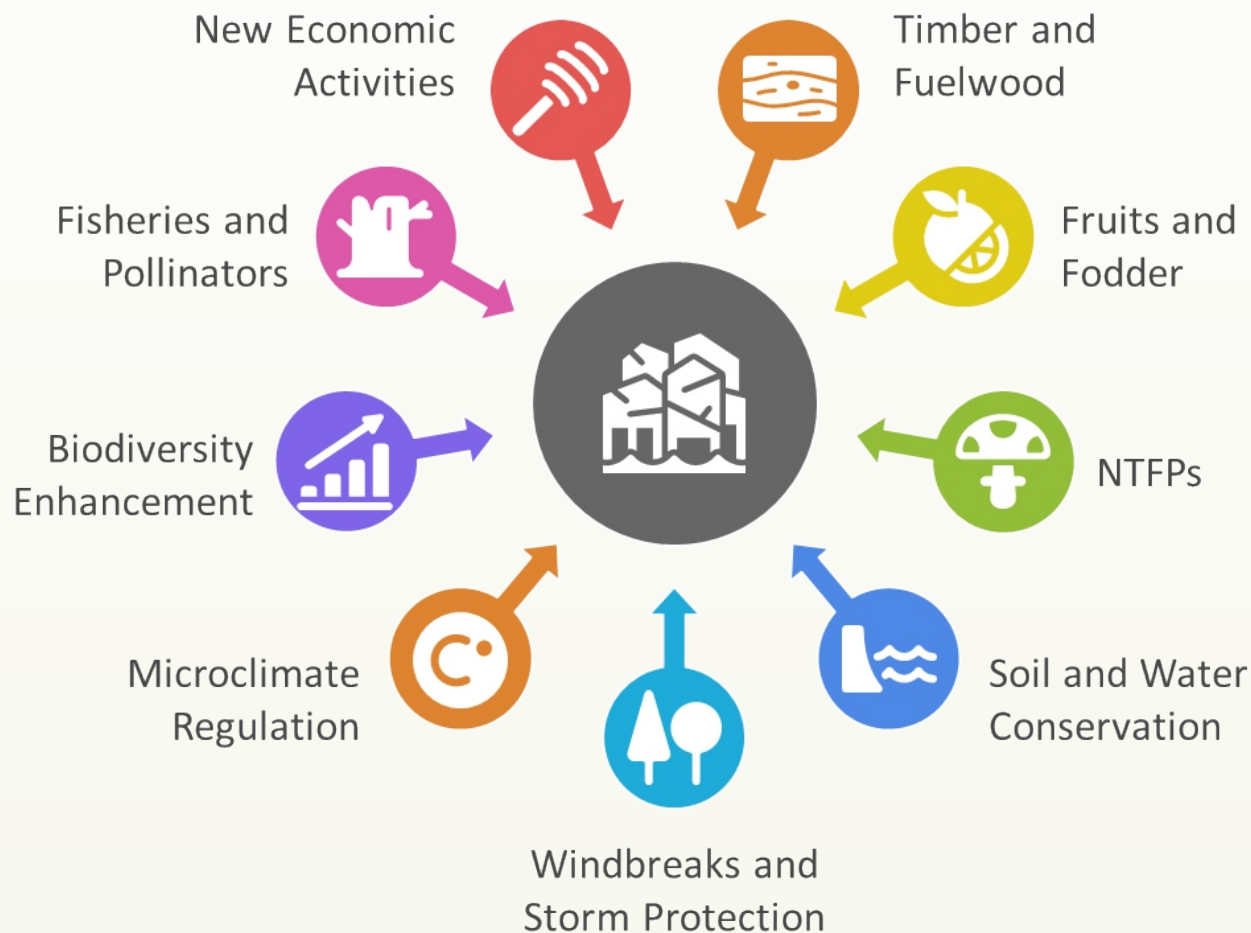 New Economic
Activities
Timber and
Fuelwood
Fisheries and
Pollinators
Fruits and
Fodder
Biodiversity
Enhancement
NTFPs
Microclimate
Regulation
Soil and Water
Conservation
Windbreaks and
Storm Protection